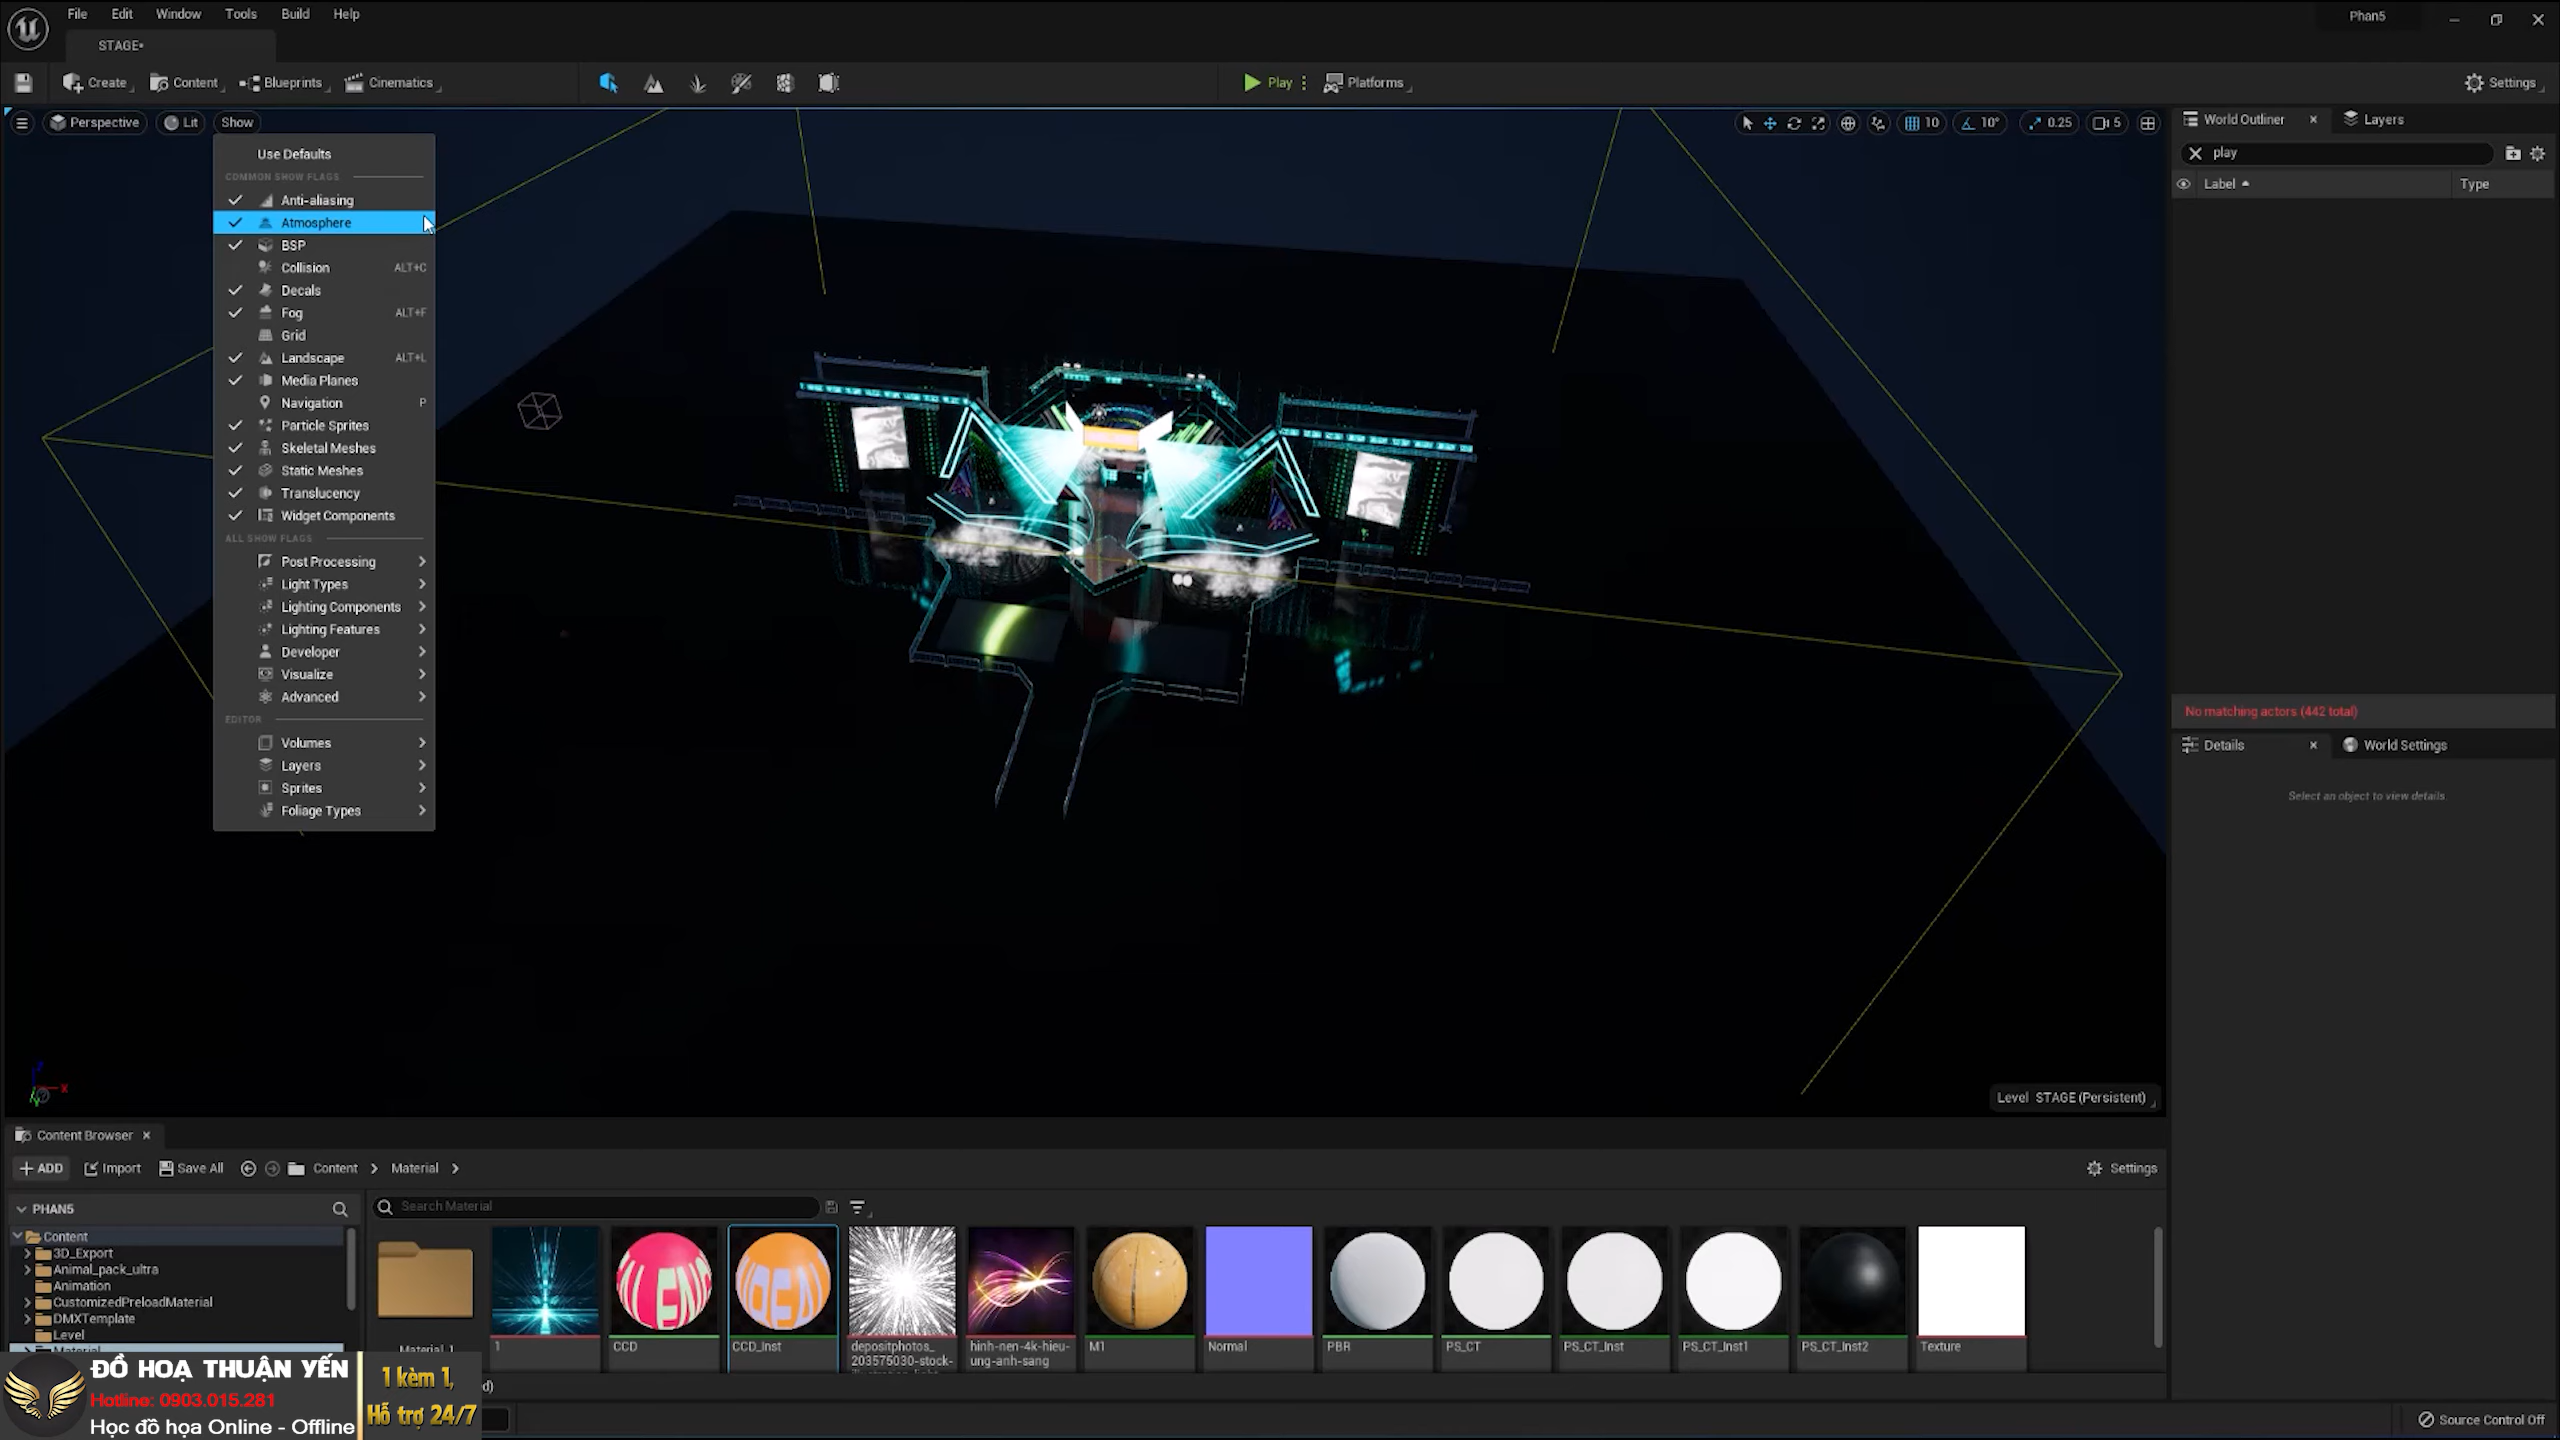 File Edit Window Tools Build Help
Phan5
STAGE•
Create Content Blueprints Cinematics
Play Platforms
Settings
Perspective Lit Show
10 10° 0.25 5
Use Defaults
COMMON SHOW FLAGS
Anti-aliasing
Atmosphere
BSP
Collision ALT+C
Decals
Fog ALT+F
Grid
Landscape ALT+L
Media Planes
Navigation P
Particle Sprites
Skeletal Meshes
Static Meshes
Translucency
Widget Components
ALL SHOW FLAGS
Post Processing
Light Types
Lighting Components
Lighting Features
Developer
Visualize
Advanced
EDITOR
Volumes
Layers
Sprites
Foliage Types
World Outliner Layers
play
Label Type
No matching actors (442 total)
Details World Settings
Select an object to view details.
Z
X
Level STAGE (Persistent)
Content Browser
ADD Import Save All Content Material
Settings
PHAN5
Search Material
Content
3D_Export
Animal_pack_ultra
Animation
CustomizedPreloadMaterial
DMXTemplate
Level
Material
Material_1
1
CCD
CCD_Inst
depositphotos_
203575030-stock-
hinh-nen-4k-hieu-
ung-anh-sang
M1
Normal
PBR
PS_CT
PS_CT_Inst
PS_CT_Inst1
PS_CT_Inst2
Texture
ĐỒ HOẠ THUẬN YẾN
Hotline: 0903.015.281
Học đồ họa Online - Offline
1 kèm 1,
Hỗ trợ 24/7
Source Control Off